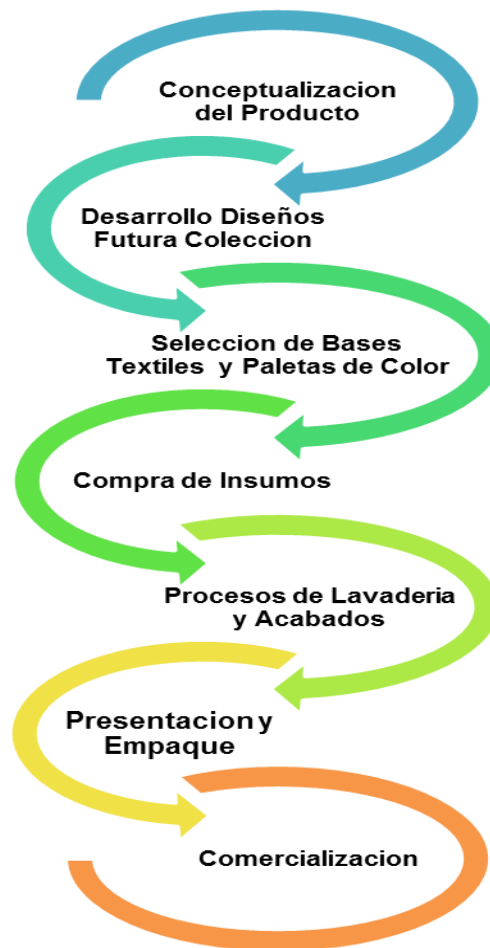 Conceptualizacion
del Producto
Desarrollo Diseños
Futura Coleccion
Seleccion de Bases
Textiles y Paletas de Color
Compra de Insumos
Procesos de Lavaderia
y Acabados
Presentacion y
Empaque
Comercializacion